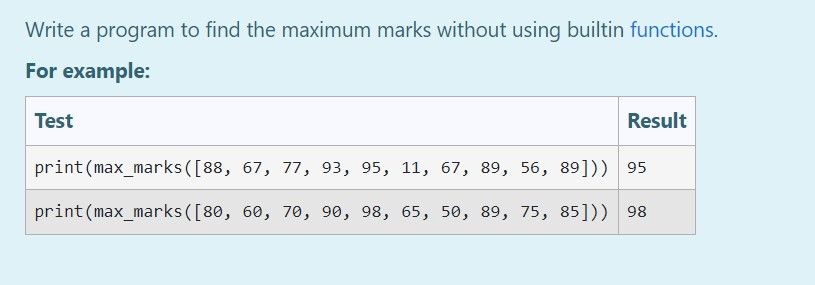 Write a program to find the maximum marks without using builtin functions.
For example:
Test Result
print(max_marks([88, 67, 77, 93, 95, 11, 67, 89, 56, 89])) 95
print(max_marks([80, 60, 70, 90, 98, 65, 50, 89, 75, 85])) 98